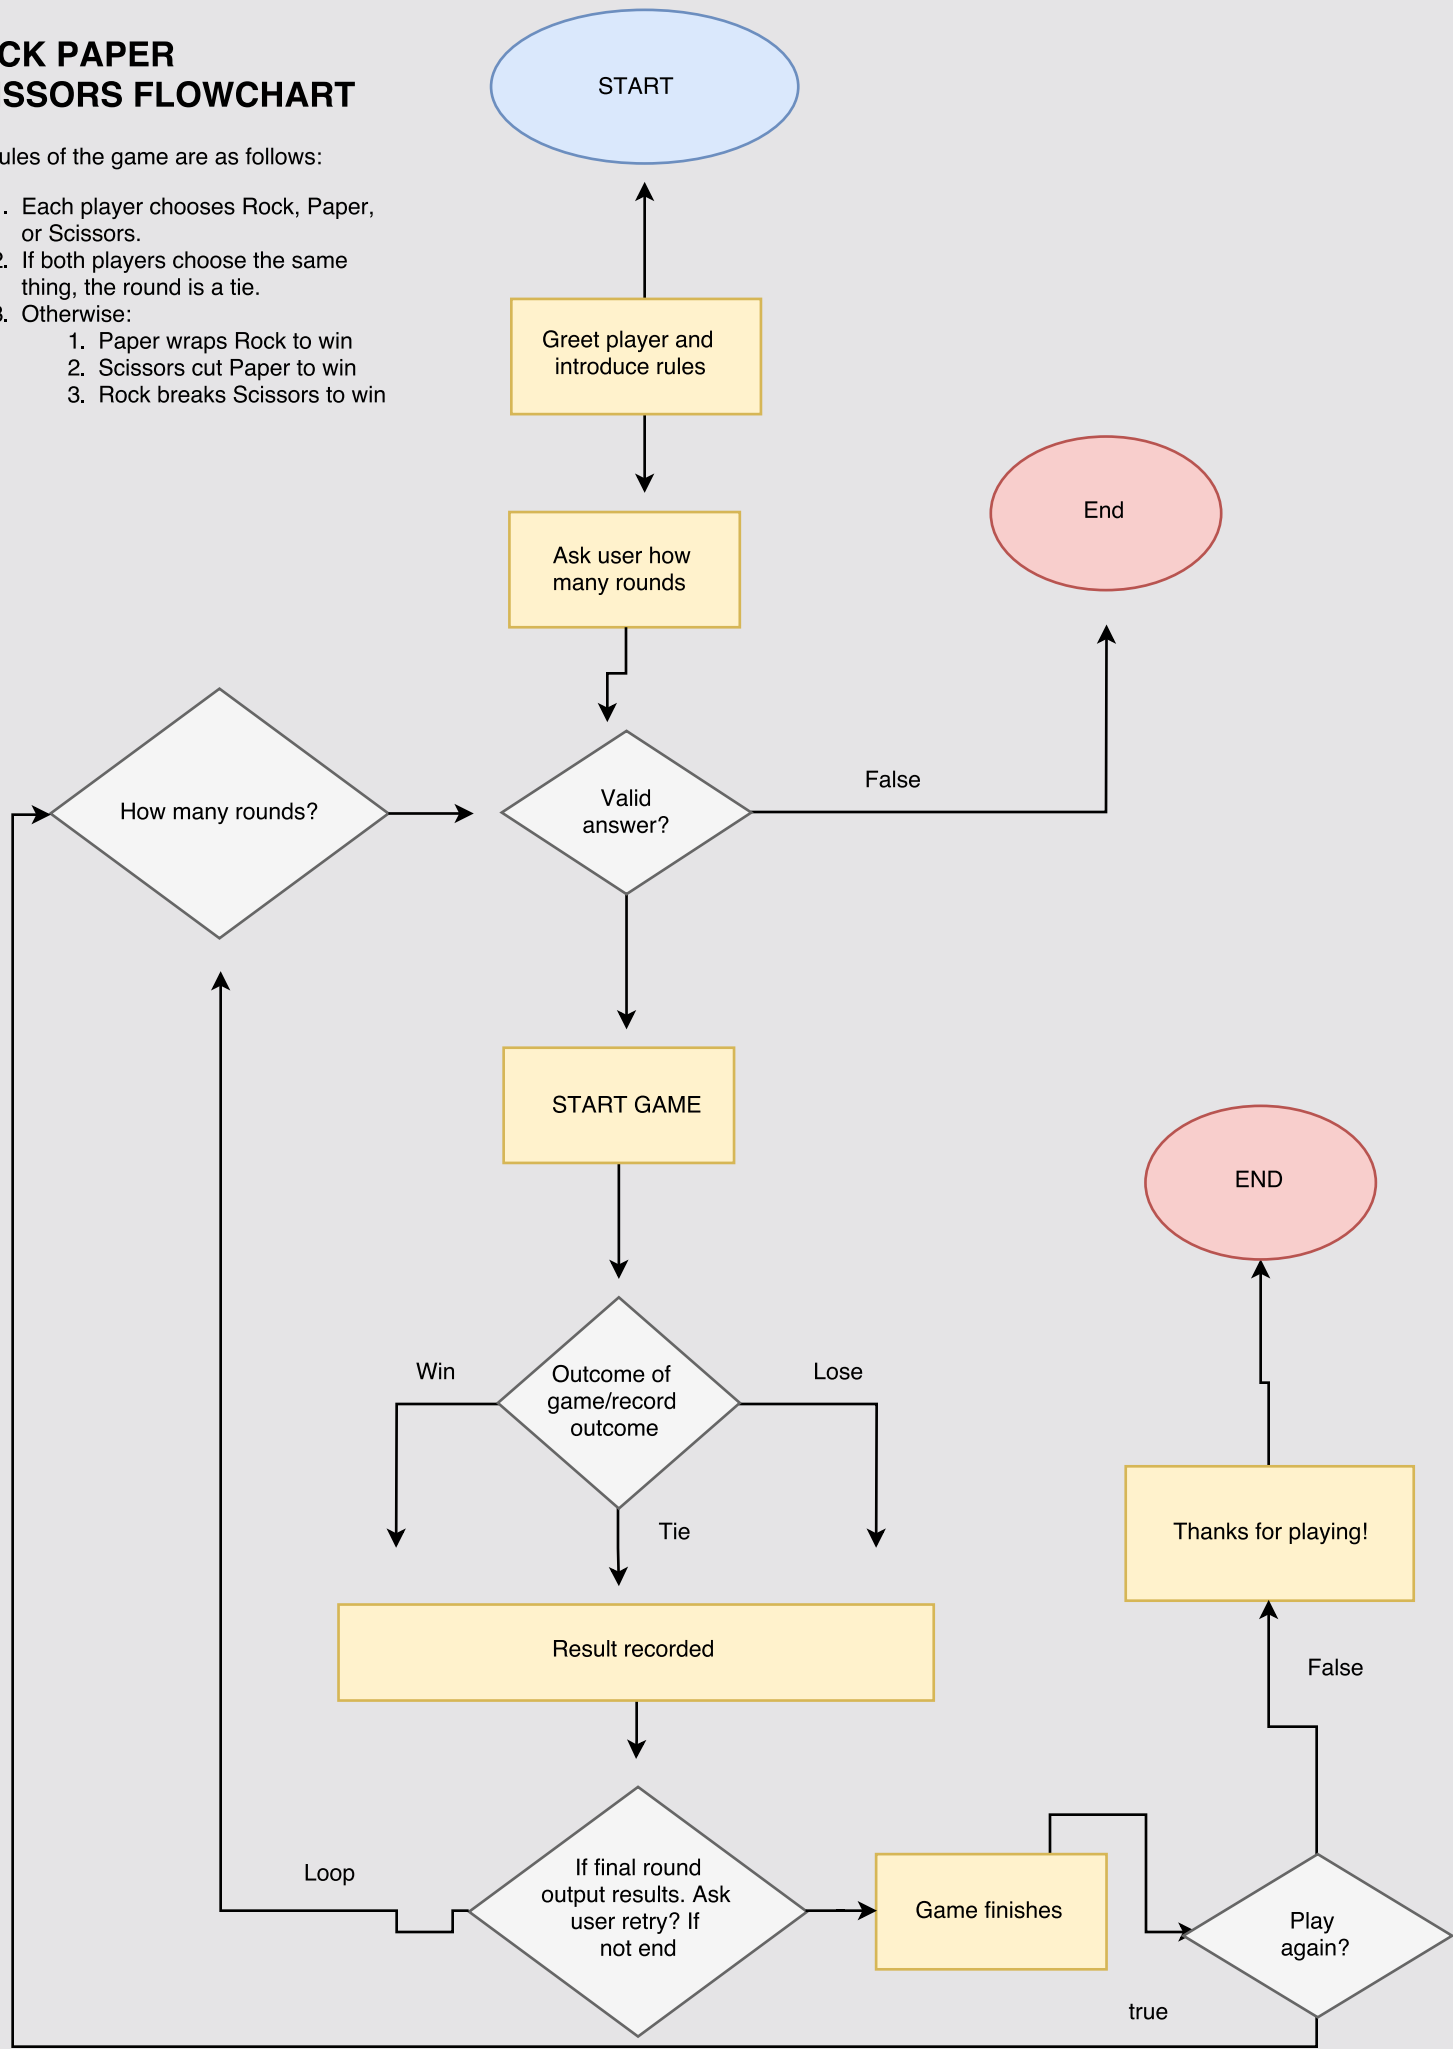 CK PAPER
SSORS FLOWCHART
ules of the game are as follows:
. Each player chooses Rock, Paper,
or Scissors.
2. If both players choose the same
thing, the round is a tie.
3. Otherwise:
1. Paper wraps Rock to win
2. Scissors cut Paper to win
3. Rock breaks Scissors to win
START
Greet player and
introduce rules
Ask user how
many rounds
End
How many rounds?
Valid
answer?
False
START GAME
END
Win
Outcome of
game/record
outcome
Lose
Tie
Thanks for playing!
Result recorded
False
Loop
If final round
output results. Ask
user retry? If
not end
Game finishes
Play
again?
true